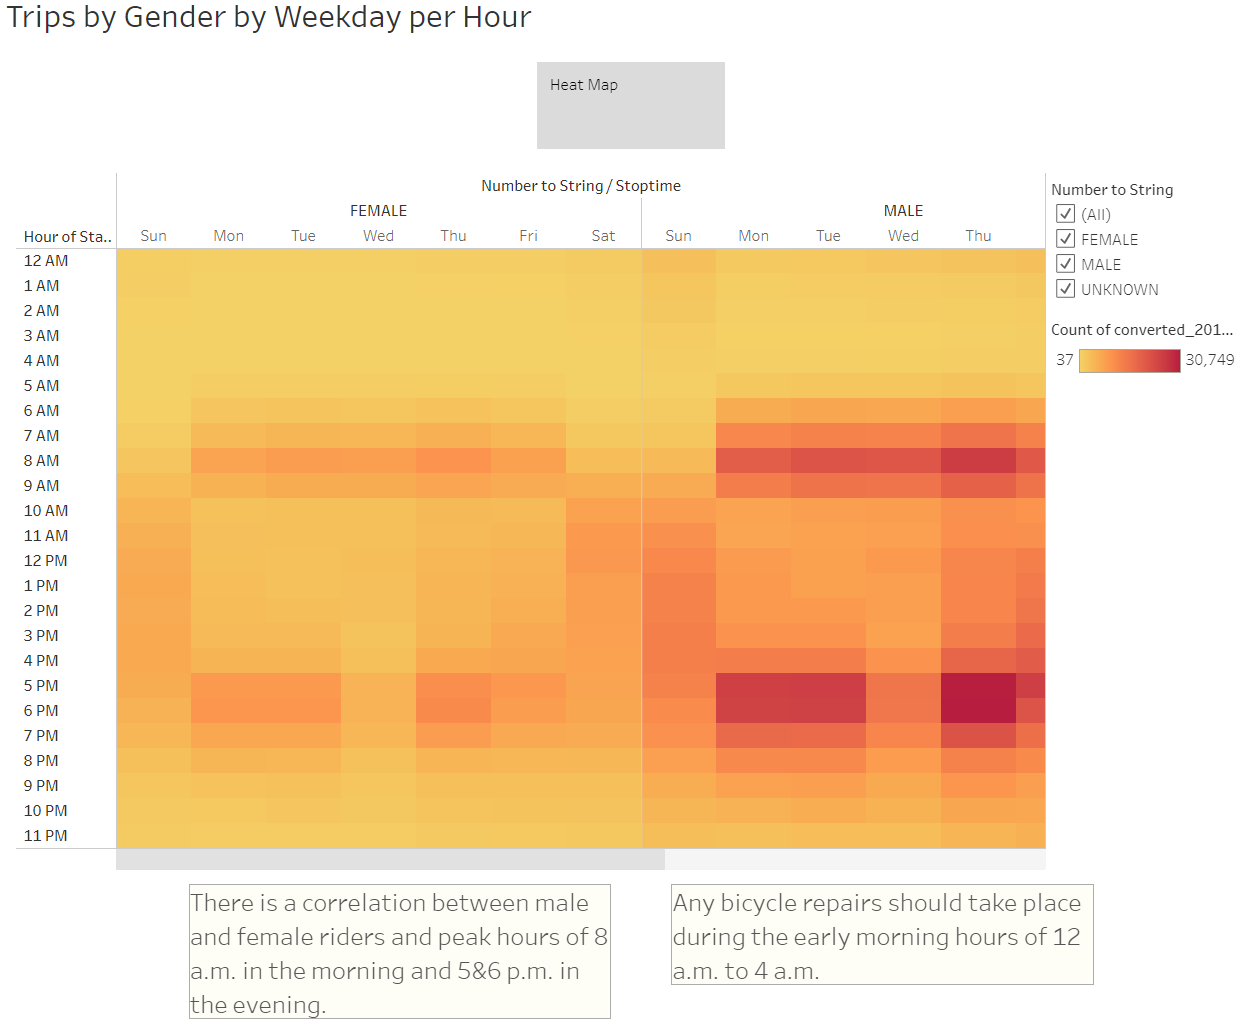 Trips by Gender by Weekday per Hour
Heat Map
Number to String / Stoptime
FEMALE MALE
Hour of Sta.. Sun Mon Tue Wed Thu Fri Sat Sun Mon Tue Wed Thu
12 AM
1 AM
2 AM
3 AM
4 AM
5 AM
6 AM
7 AM
8 AM
9 AM
10 AM
11 AM
12 PM
1 PM
2 PM
3 PM
4 PM
5 PM
6 PM
7 PM
8 PM
9 PM
10 PM
11 PM
Number to String
(All)
FEMALE
MALE
UNKNOWN
Count of converted_201...
37 30,749
There is a correlation between male
and female riders and peak hours of 8
a.m. in the morning and 5&6 p.m. in
the evening.
Any bicycle repairs should take place
during the early morning hours of 12
a.m. to 4 a.m.